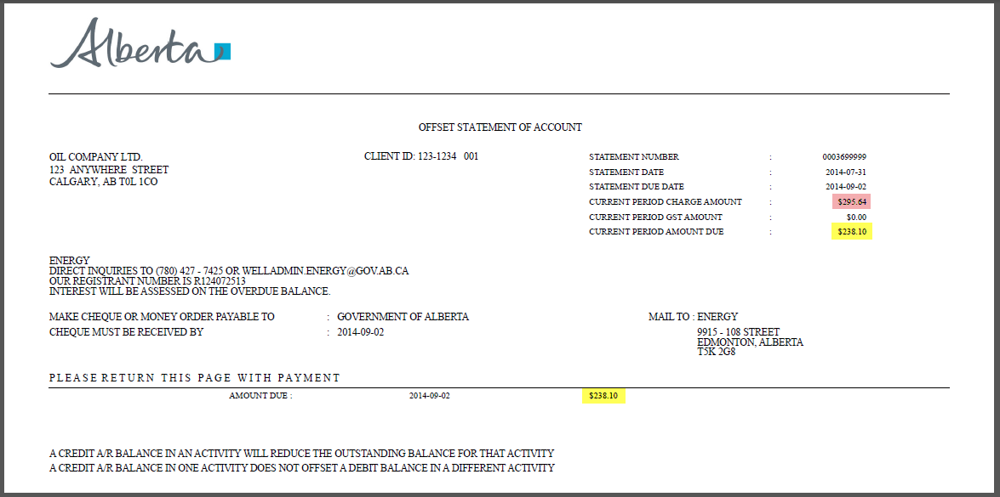 Alberta
OFFSET STATEMENT OF ACCOUNT
OIL COMPANY LTD.
123 ANYWHERE STREET
CALGARY, AB T0L 1CO
CLIENT ID: 123-1234 001
STATEMENT NUMBER : 0003699999
STATEMENT DATE : 2014-07-31
STATEMENT DUE DATE : 2014-09-02
CURRENT PERIOD CHARGE AMOUNT : $295.64
CURRENT PERIOD GST AMOUNT : $0.00
CURRENT PERIOD AMOUNT DUE : $238.10
ENERGY
DIRECT INQUIRIES TO (780) 427 - 7425 OR WELLADMIN.ENERGY@GOV.AB.CA
OUR REGISTRANT NUMBER IS R124072513
INTEREST WILL BE ASSESSED ON THE OVERDUE BALANCE.
MAKE CHEQUE OR MONEY ORDER PAYABLE TO : GOVERNMENT OF ALBERTA
CHEQUE MUST BE RECEIVED BY : 2014-09-02
MAIL TO : ENERGY
9915 - 108 STREET
EDMONTON, ALBERTA
T5K 2G8
PLEASE RETURN THIS PAGE WITH PAYMENT
AMOUNT DUE : 2014-09-02 $238.10
A CREDIT A/R BALANCE IN AN ACTIVITY WILL REDUCE THE OUTSTANDING BALANCE FOR THAT ACTIVITY
A CREDIT A/R BALANCE IN ONE ACTIVITY DOES NOT OFFSET A DEBIT BALANCE IN A DIFFERENT ACTIVITY